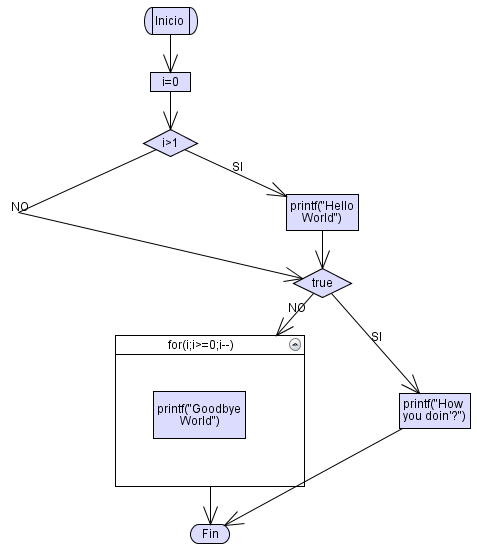 Inicio
i=0
i>1
SI
NO
printf("Hello
World")
true
NO
SI
for(i;i>=0;i--)
printf("Goodbye
World")
printf("How
you doin'?")
Fin